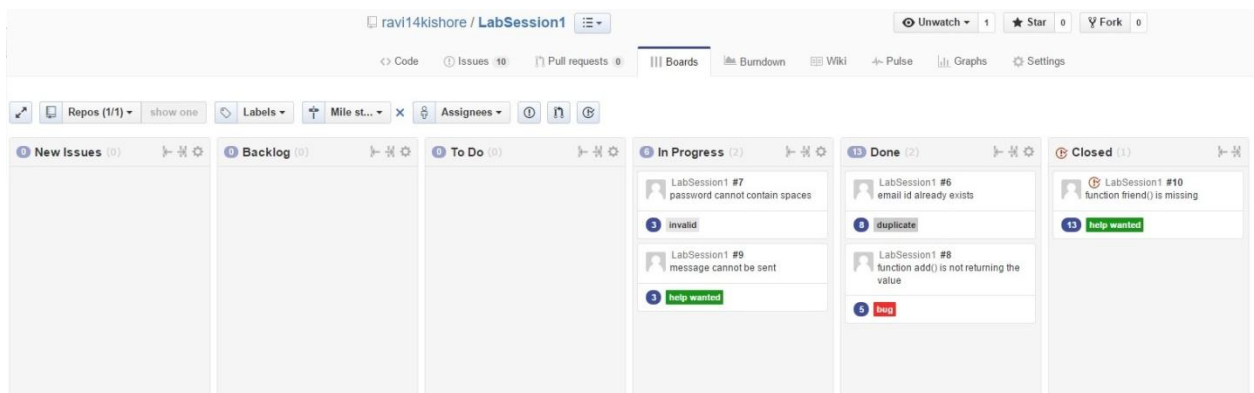 ravi14kishore / LabSession1
Unwatch 1 Star 0 Fork 0
Code Issues 10 Pull requests 0 Boards Burndown Wiki Pulse Graphs Settings
Repos (1/1) show one Labels Mile st... Assignees
0 New Issues (0)
0 Backlog (0)
0 To Do (0)
6 In Progress (2)
LabSession1 #7
password cannot contain spaces
3 invalid
LabSession1 #9
message cannot be sent
3 help wanted
13 Done (2)
LabSession1 #6
email id already exists
8 duplicate
LabSession1 #8
function add() is not returning the
value
5 bug
Closed (1)
LabSession1 #10
function friend() is missing
13 help wanted